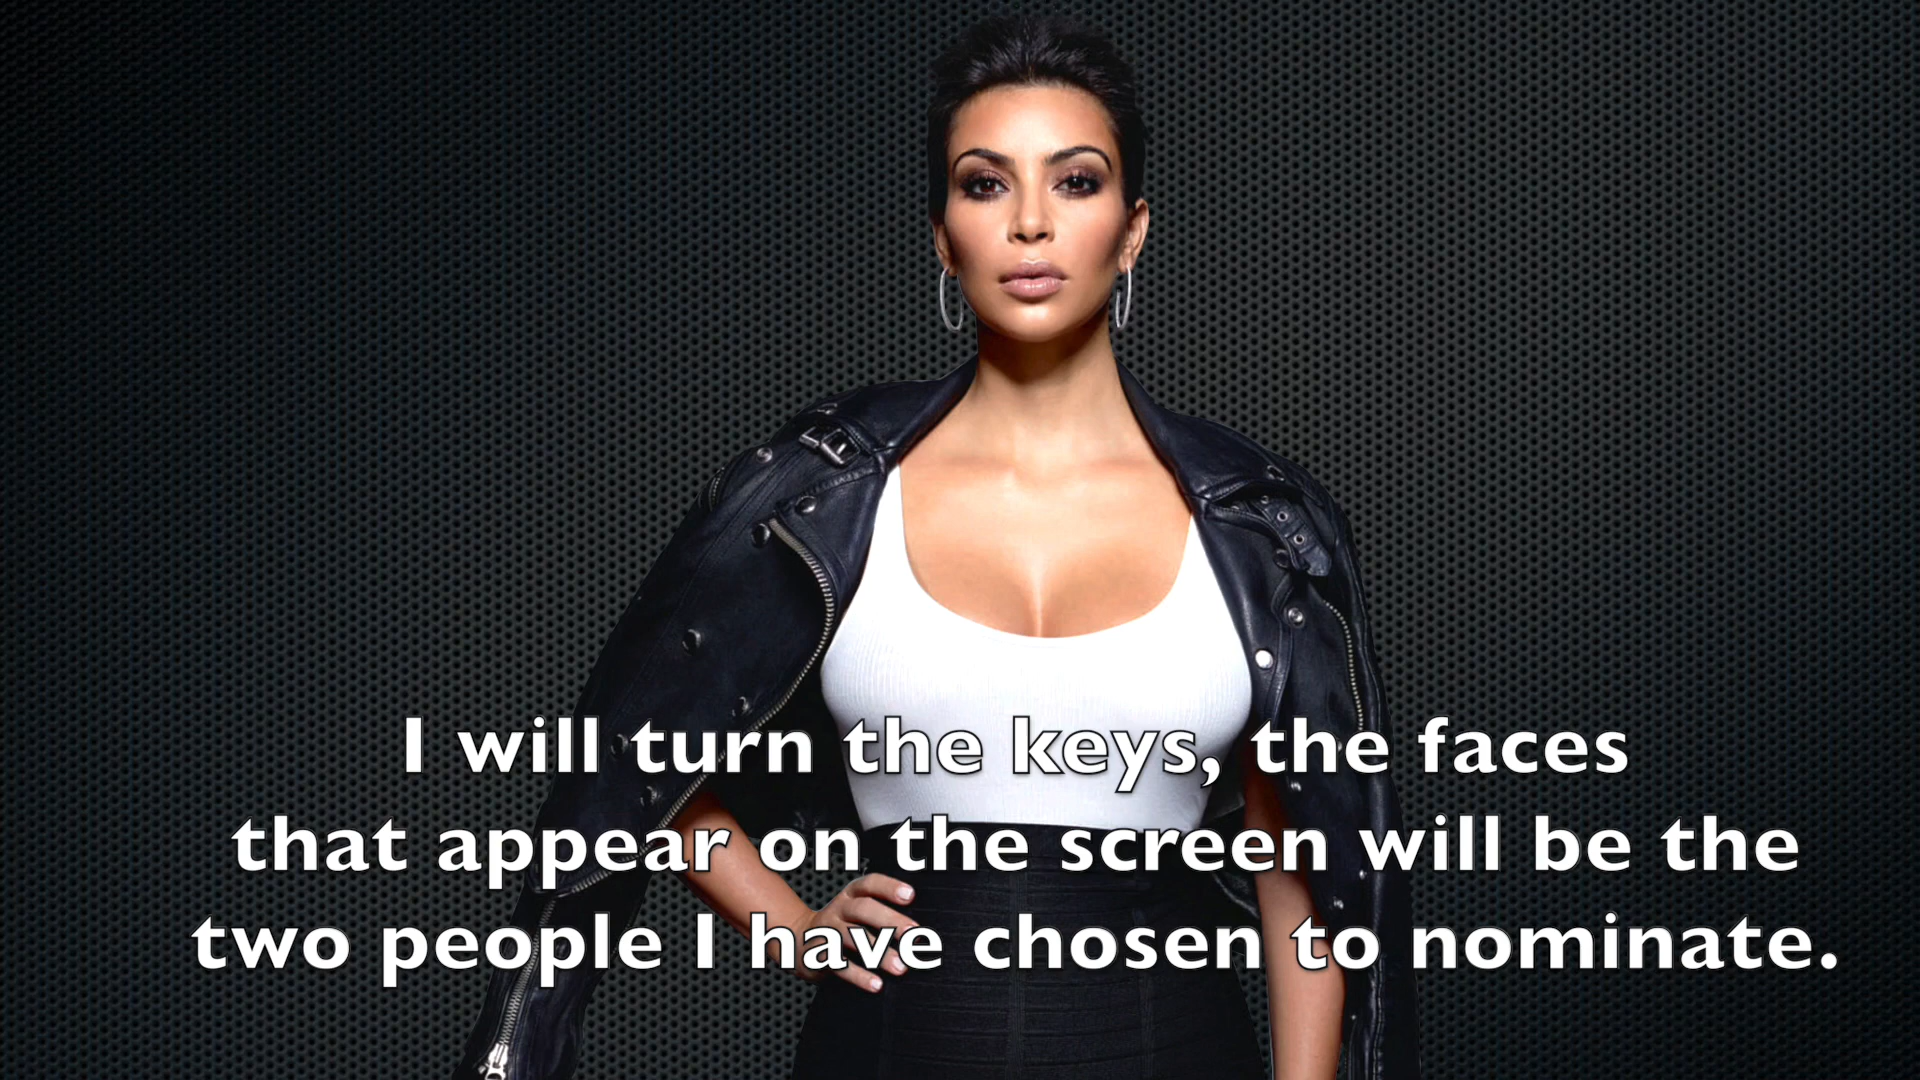 I will turn the keys, the faces
that appear on the screen will be the
two people I have chosen to nominate.